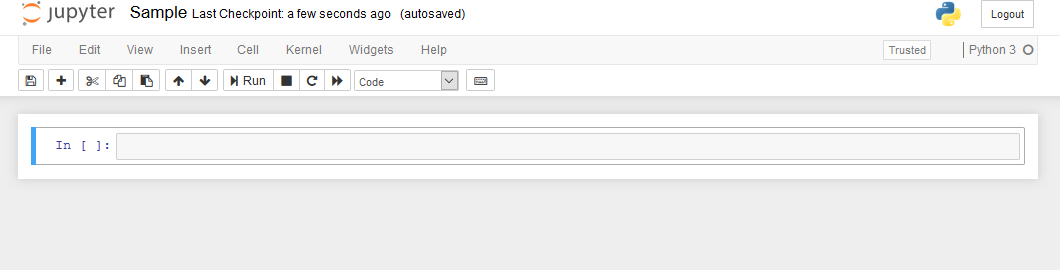 jupyter Sample Last Checkpoint: a few seconds ago (autosaved) Logout
File Edit View Insert Cell Kernel Widgets Help Trusted Python 3
Run Code
In [ ]: